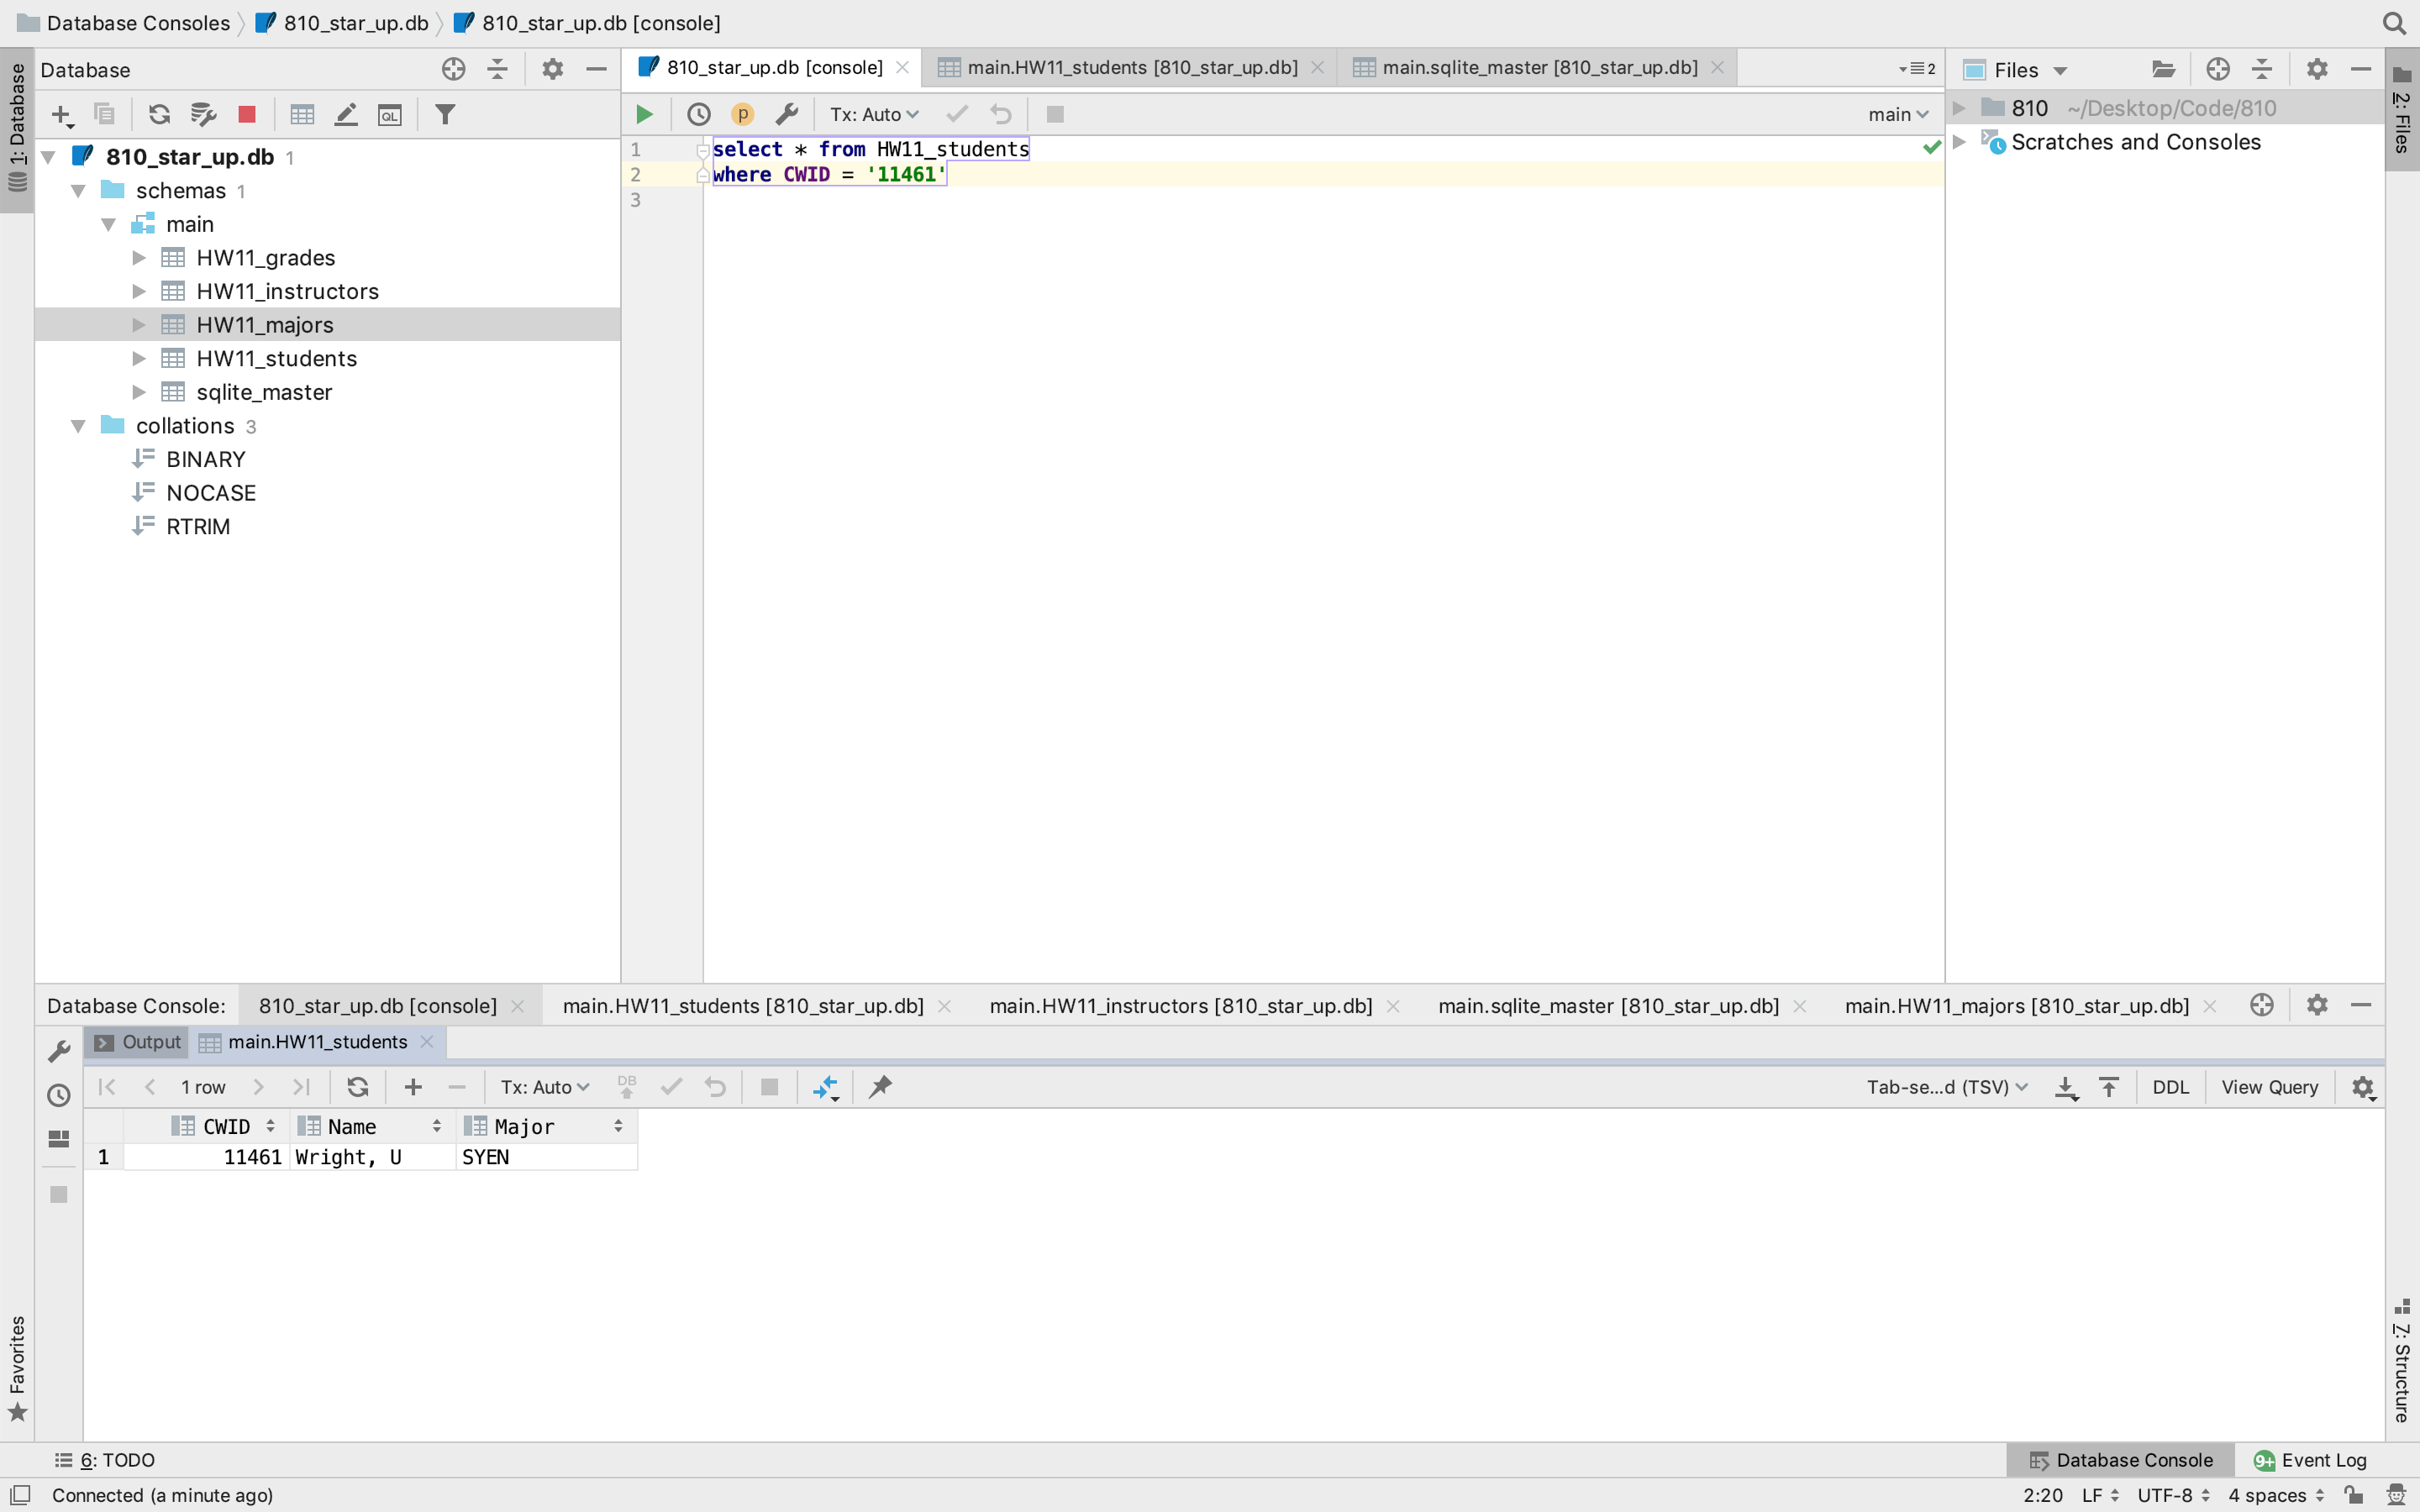 Database Consoles 810_star_up.db 810_star_up.db [console]
1: Database
Database
810_star_up.db 1
schemas 1
main
HW11_grades
HW11_instructors
HW11_majors
HW11_students
sqlite_master
collations 3
BINARY
NOCASE
RTRIM
810_star_up.db [console] main.HW11_students [810_star_up.db] main.sqlite_master [810_star_up.db] 2
p Tx: Auto main
1 select * from HW11_students
2 where CWID = '11461'
3
Files
810 ~/Desktop/Code/810
Scratches and Consoles
2: Files
Database Console: 810_star_up.db [console] main.HW11_students [810_star_up.db] main.HW11_instructors [810_star_up.db] main.sqlite_master [810_star_up.db] main.HW11_majors [810_star_up.db]
Output main.HW11_students
1 row Tx: Auto DB Tab-se...d (TSV) DDL View Query
CWID Name Major
1 11461 Wright, U SYEN
Favorites
7: Structure
6: TODO Database Console 9+ Event Log
Connected (a minute ago) 2:20 LF UTF-8 4 spaces
QL